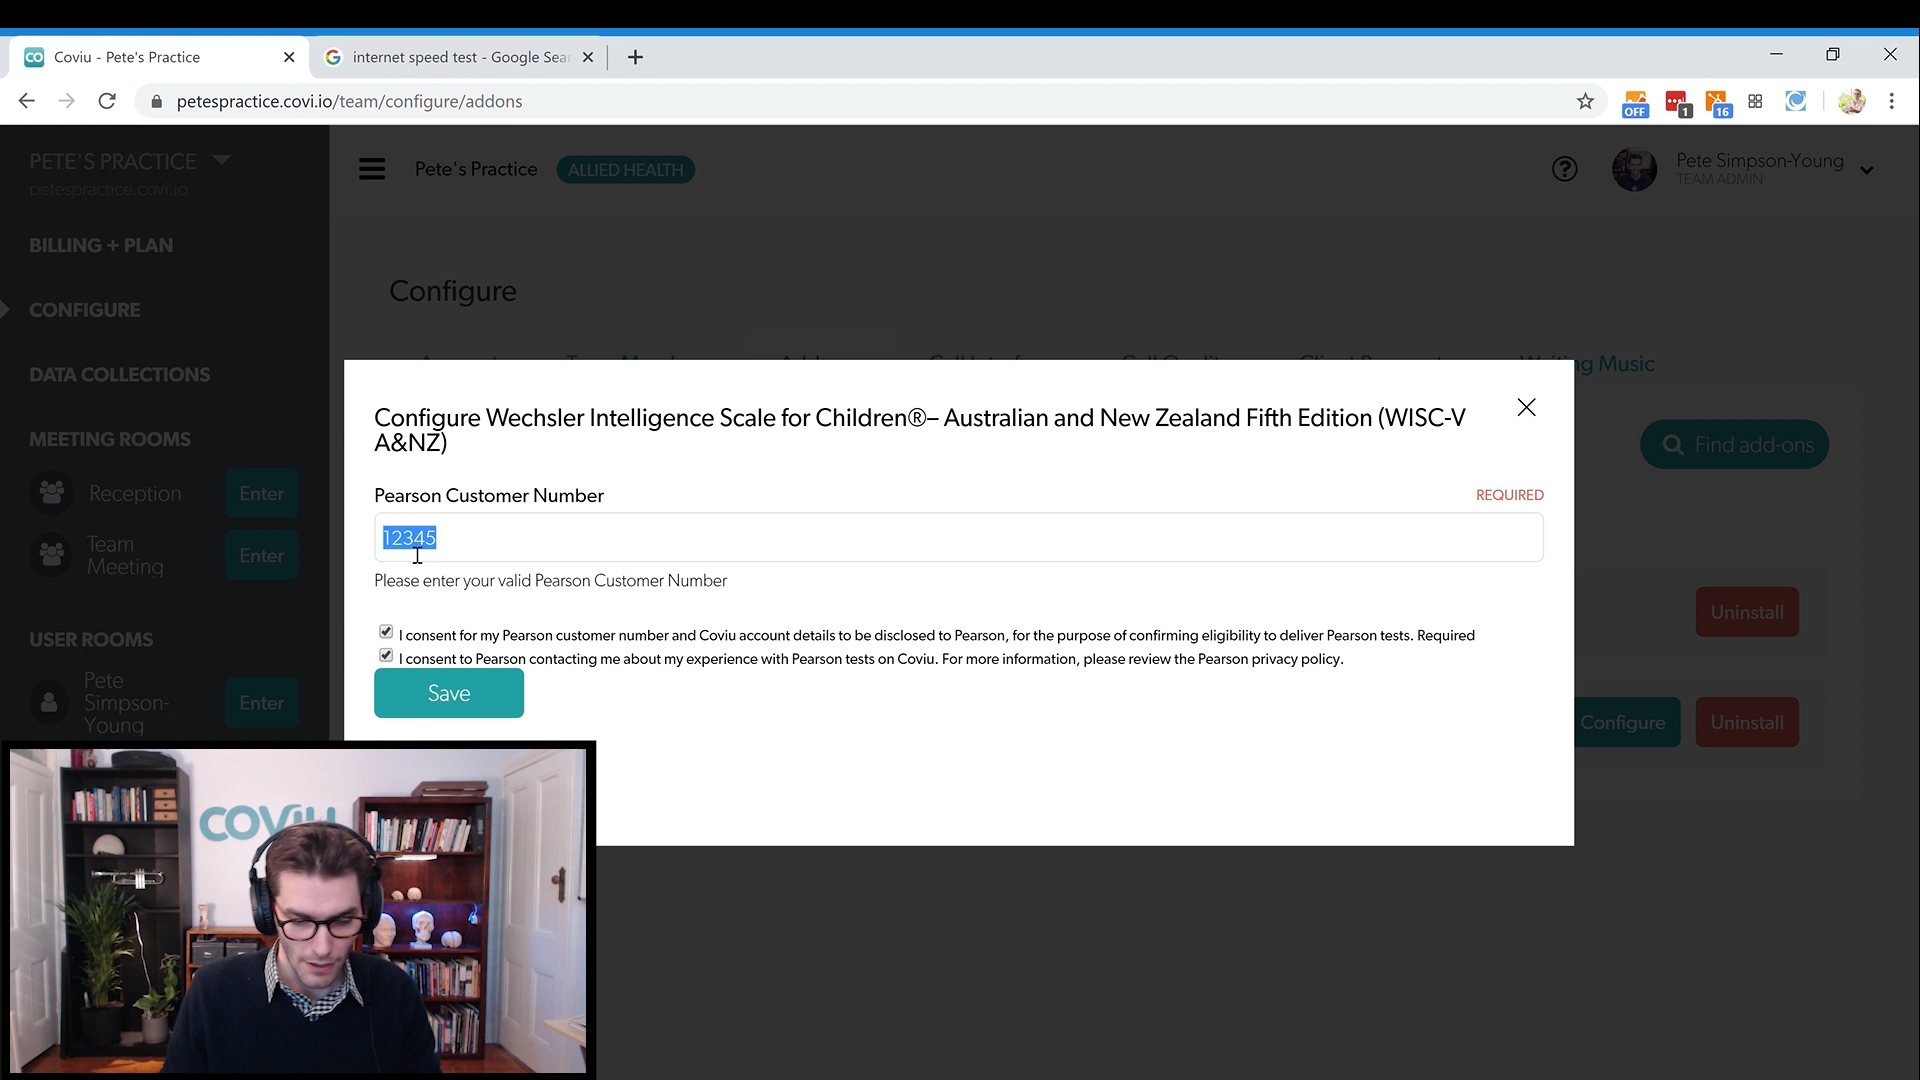 Coviu - Pete's Practice
internet speed test - Google Sear
petespractice.covi.io/team/configure/addons
OFF
1
16
PETE'S PRACTICE
petespractice.covi.io
Pete's Practice
ALLIED HEALTH
Pete Simpson-Young
TEAM ADMIN
BILLING + PLAN
CONFIGURE
DATA COLLECTIONS
MEETING ROOMS
Reception
Enter
Team
Meeting
Enter
USER ROOMS
Pete
Simpson-
Young
Enter
Configure
Waiting Music
Find add-ons
Configure Wechsler Intelligence Scale for Children®– Australian and New Zealand Fifth Edition (WISC-V
A&NZ)
Pearson Customer Number
REQUIRED
12345
Please enter your valid Pearson Customer Number
I consent for my Pearson customer number and Coviu account details to be disclosed to Pearson, for the purpose of confirming eligibility to deliver Pearson tests. Required
I consent to Pearson contacting me about my experience with Pearson tests on Coviu. For more information, please review the Pearson privacy policy.
Save
Uninstall
Configure
Uninstall
coviu